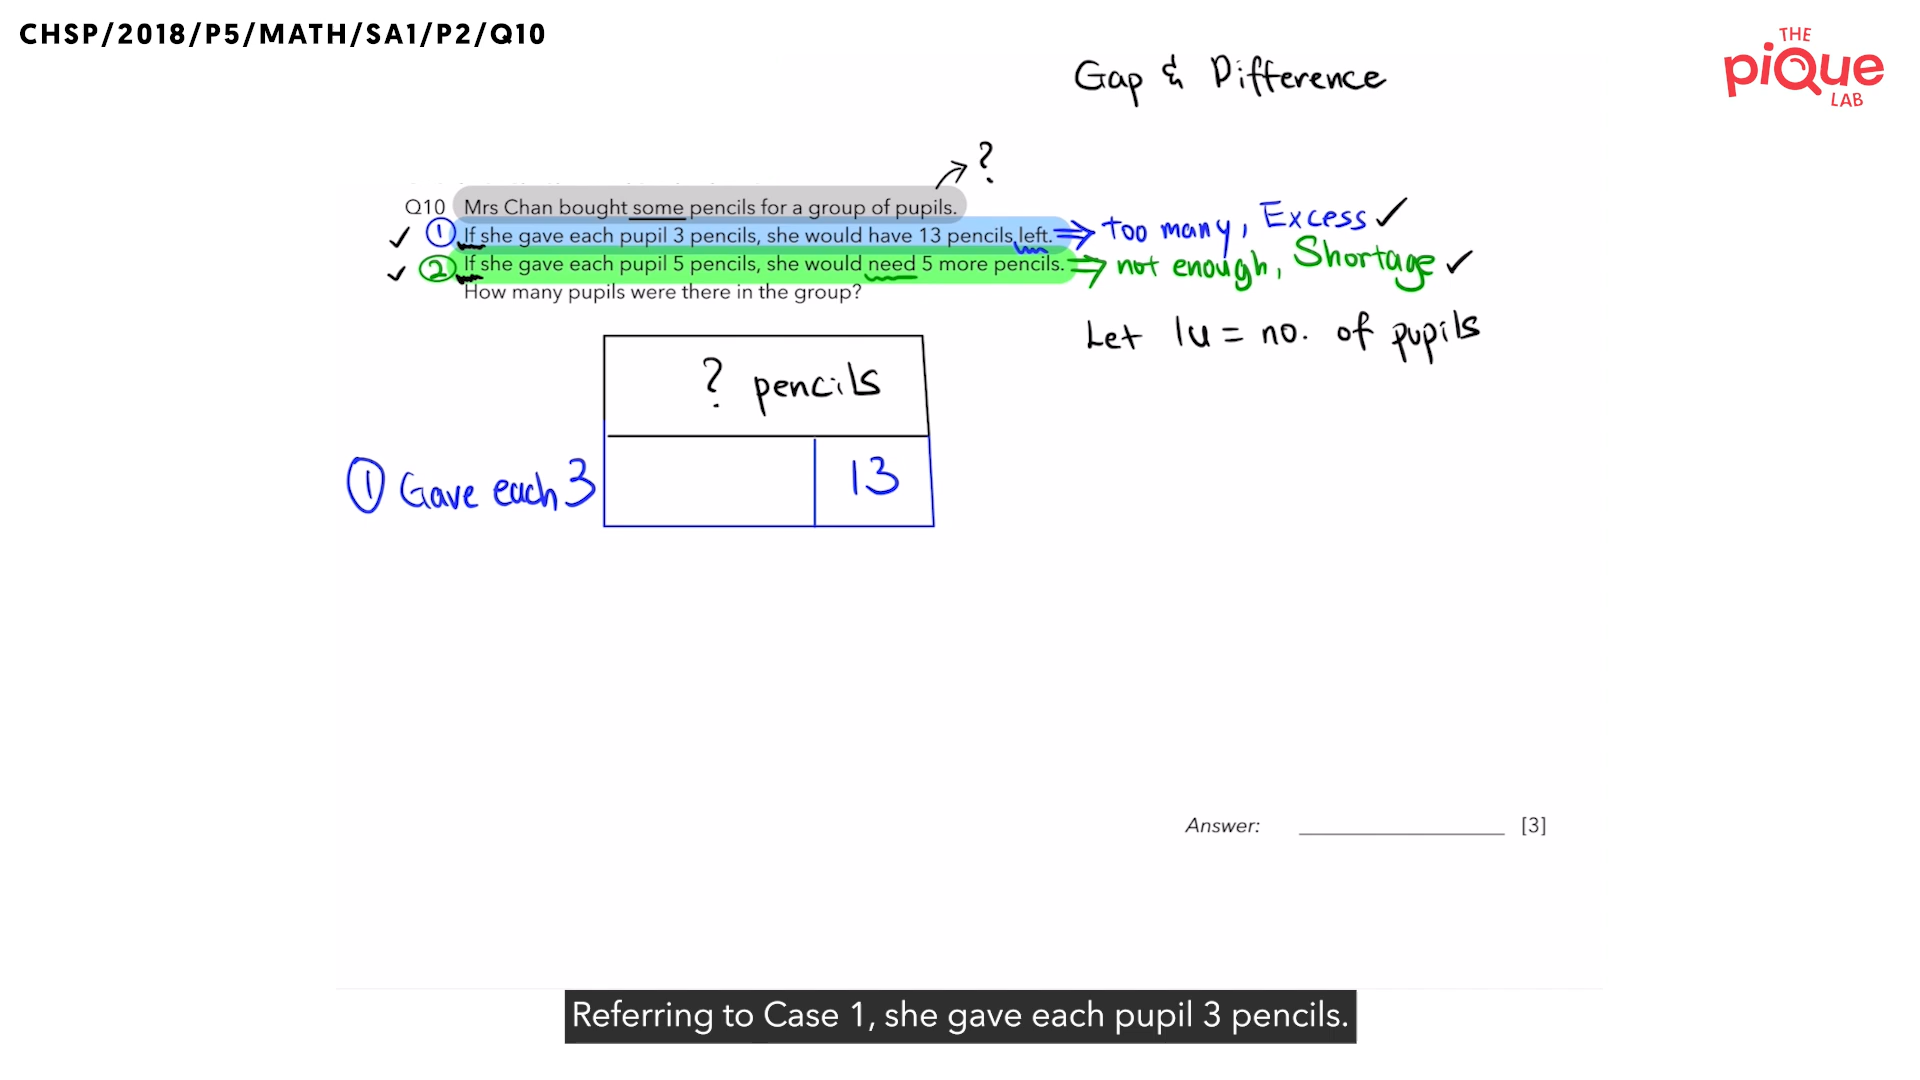 CHSP/2018/P5/MATH/SA1/P2/Q10
THE
piQue
LAB
Gap & Difference
?
Q10 Mrs Chan bought some pencils for a group of pupils.
① If she gave each pupil 3 pencils, she would have 13 pencils left. ⇒ too many, Excess ✓
② If she gave each pupil 5 pencils, she would need 5 more pencils. ⇒ not enough, Shortage ✓
How many pupils were there in the group?
Let 1u = no. of pupils
? pencils
① Gave each 3
13
Answer: ____________________ [3]
Referring to Case 1, she gave each pupil 3 pencils.